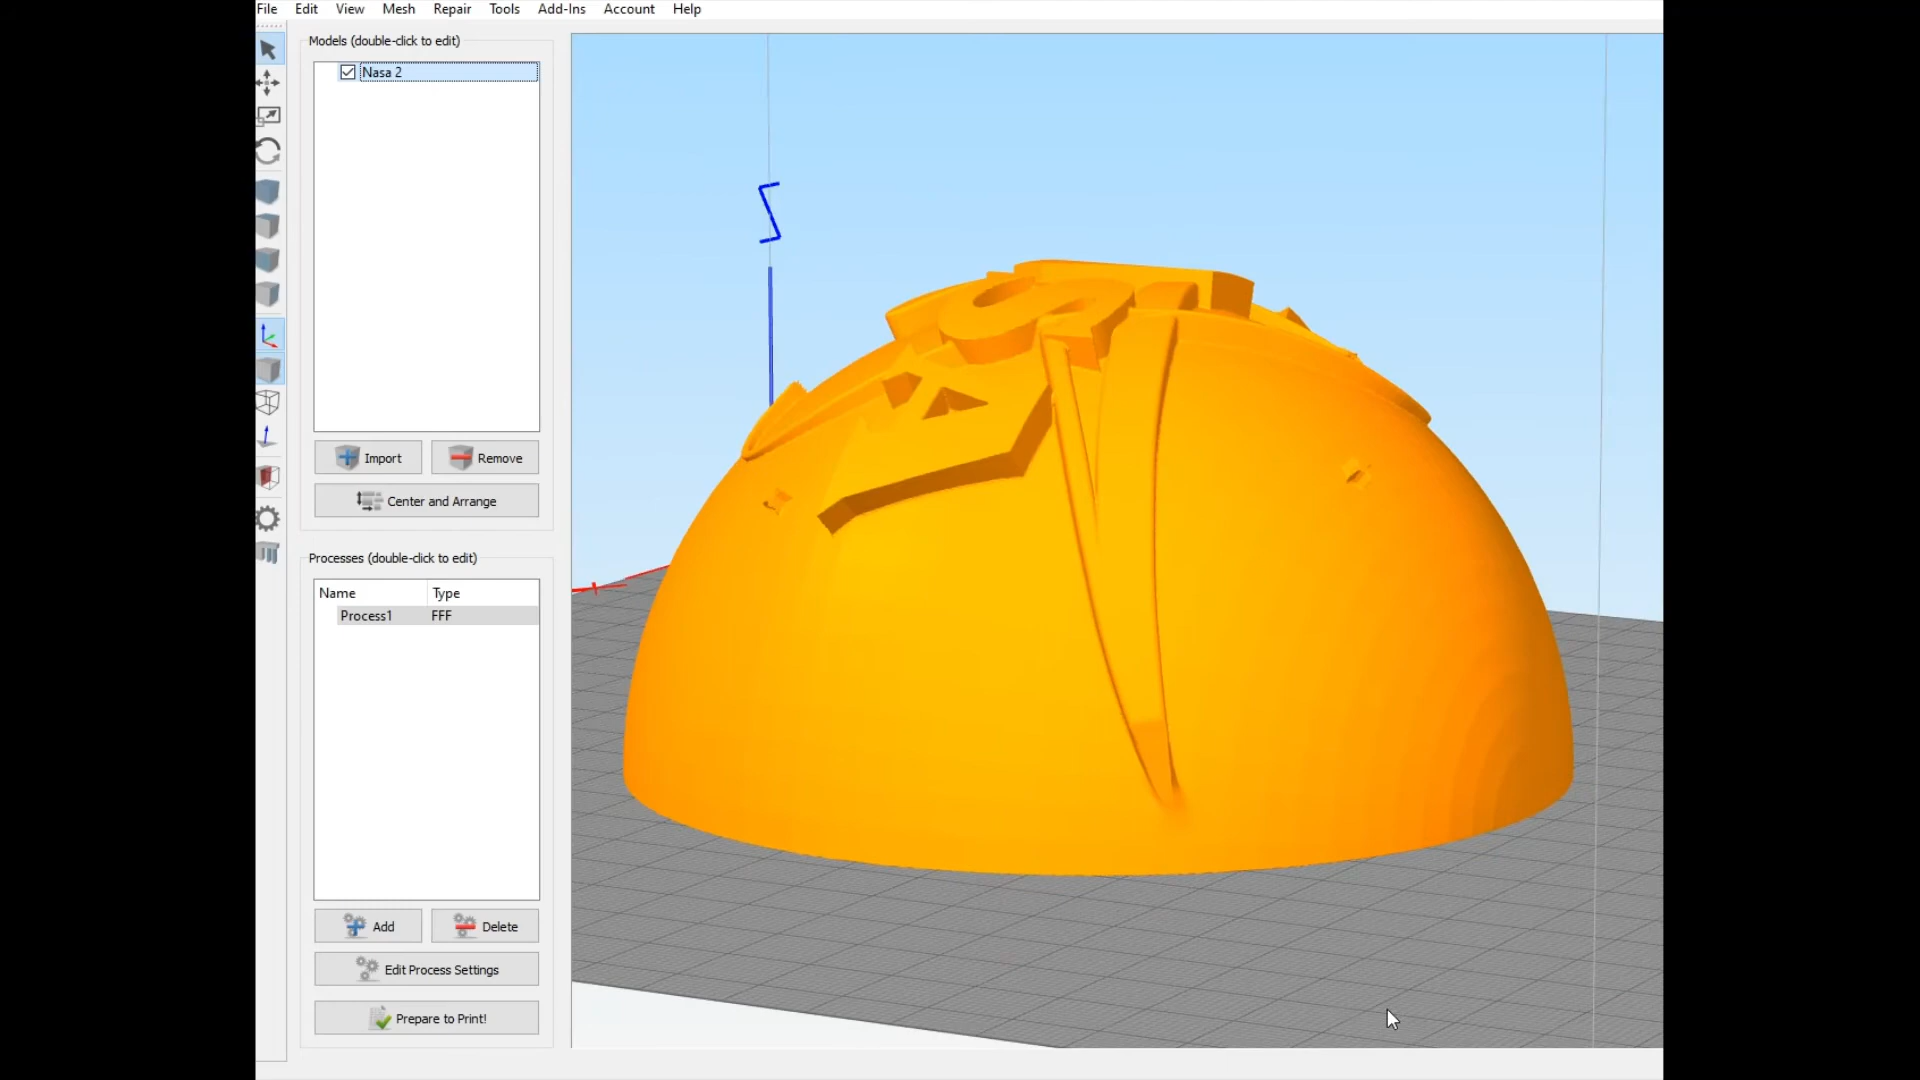 File Edit View Mesh Repair Tools Add-Ins Account Help
Models (double-click to edit)
Nasa 2
Import Remove
Center and Arrange
Processes (double-click to edit)
Name Type
Process1 FFF
Add Delete
Edit Process Settings
Prepare to Print!